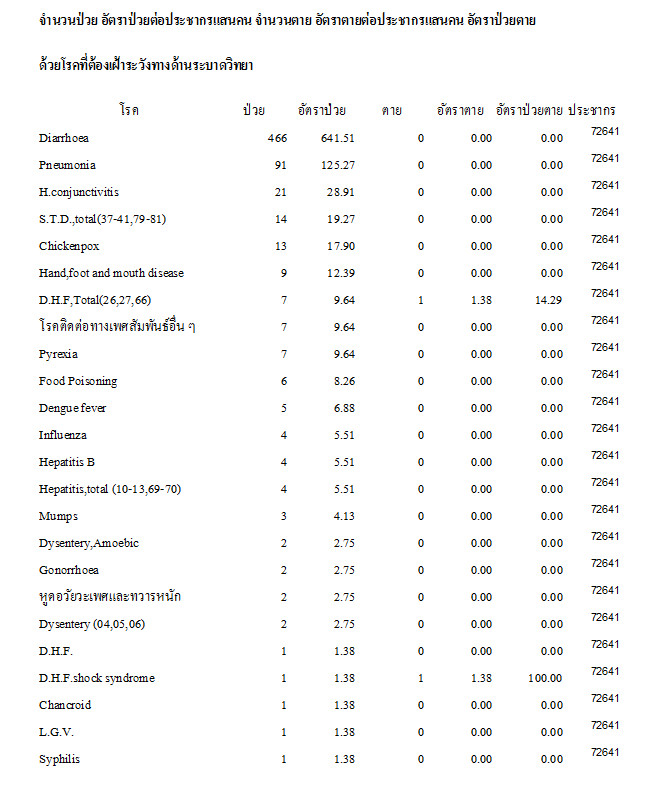 จำนวนป่วย อัตราป่วยต่อประชากรแสนคน จำนวนตาย อัตราตายต่อประชากรแสนคน อัตราป่วยตาย
ด้วยโรคที่ต้องเฝ้าระวังทางด้านระบาดวิทยา
โรค ป่วย อัตราป่วย ตาย อัตราตาย อัตราป่วยตาย ประชากร
Diarrhoea 466 641.51 0 0.00 0.00 72641
Pneumonia 91 125.27 0 0.00 0.00 72641
H.conjunctivitis 21 28.91 0 0.00 0.00 72641
S.T.D.,total(37-41,79-81) 14 19.27 0 0.00 0.00 72641
Chickenpox 13 17.90 0 0.00 0.00 72641
Hand,foot and mouth disease 9 12.39 0 0.00 0.00 72641
D.H.F,Total(26,27,66) 7 9.64 1 1.38 14.29 72641
โรคติดต่อทางเพศสัมพันธ์อื่น ๆ 7 9.64 0 0.00 0.00 72641
Pyrexia 7 9.64 0 0.00 0.00 72641
Food Poisoning 6 8.26 0 0.00 0.00 72641
Dengue fever 5 6.88 0 0.00 0.00 72641
Influenza 4 5.51 0 0.00 0.00 72641
Hepatitis B 4 5.51 0 0.00 0.00 72641
Hepatitis,total (10-13,69-70) 4 5.51 0 0.00 0.00 72641
Mumps 3 4.13 0 0.00 0.00 72641
Dysentery,Amoebic 2 2.75 0 0.00 0.00 72641
Gonorrhoea 2 2.75 0 0.00 0.00 72641
หูดอวัยวะเพศและทวารหนัก 2 2.75 0 0.00 0.00 72641
Dysentery (04,05,06) 2 2.75 0 0.00 0.00 72641
D.H.F. 1 1.38 0 0.00 0.00 72641
D.H.F.shock syndrome 1 1.38 1 1.38 100.00 72641
Chancroid 1 1.38 0 0.00 0.00 72641
L.G.V. 1 1.38 0 0.00 0.00 72641
Syphilis 1 1.38 0 0.00 0.00 72641